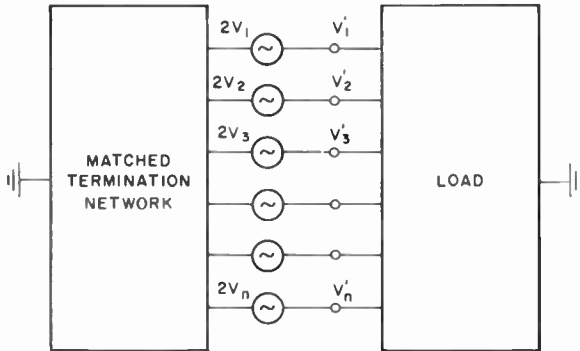 2V₁ V₁′
2V₂ V₂′
2V₃ V₃′
MATCHED
TERMINATION
NETWORK
LOAD
2Vₙ Vₙ′